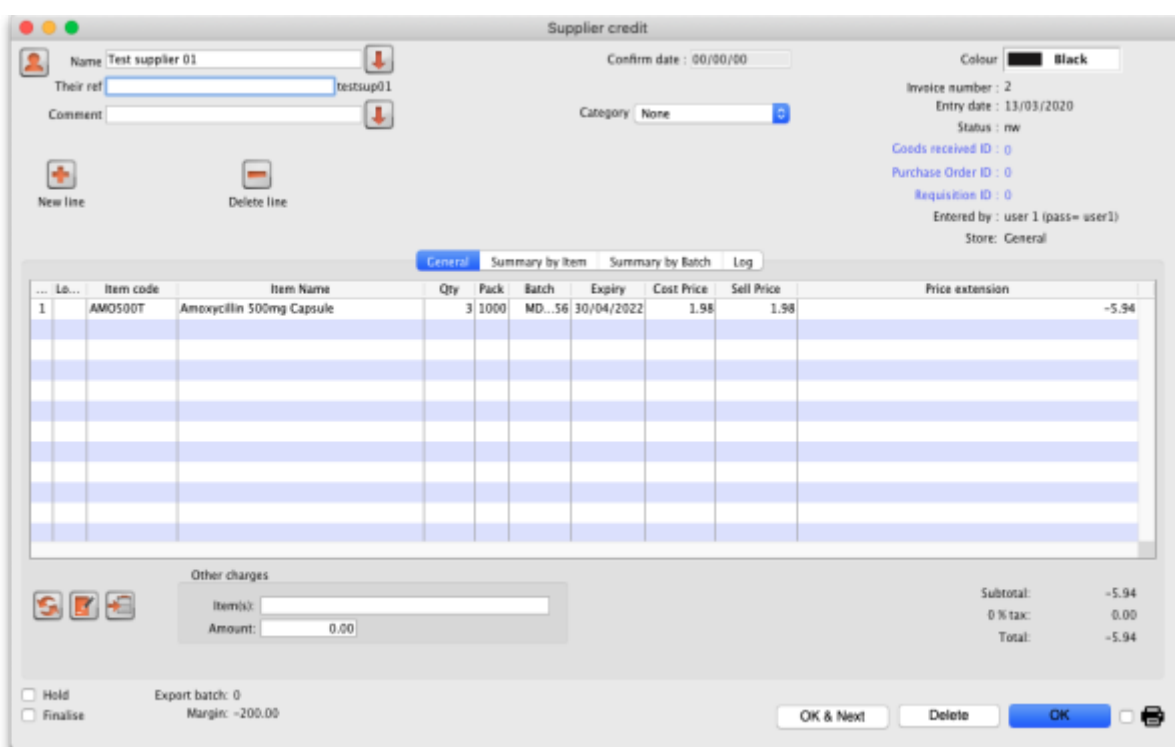 Supplier credit
Name Test supplier 01
Confirm date : 00/00/00
Colour Black
Their ref testsup01
Invoice number : 2
Comment
Category None
Entry date : 13/03/2020
Status : nw
Goods received ID : 0
Purchase Order ID : 0
Requisition ID : 0
New line Delete line
Entered by : user 1 (pass= user1)
Store: General
General Summary by Item Summary by Batch Log
... Lo... Item code Item Name Qty Pack Batch Expiry Cost Price Sell Price Price extension
1 AMO500T Amoxycillin 500mg Capsule 3 1000 MD...56 30/04/2022 1.98 1.98 -5.94
Other charges
Item(s):
Amount: 0.00
Subtotal: -5.94
0 % tax: 0.00
Total: -5.94
Hold Export batch: 0
Finalise Margin: -200.00
OK & Next Delete OK